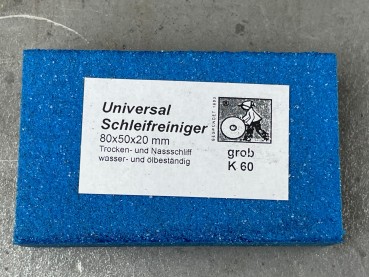 Universal
Schleifreiniger
80x50x20 mm
Trocken- und Nassschliff
wasser- und ölbeständig
grob
K 60